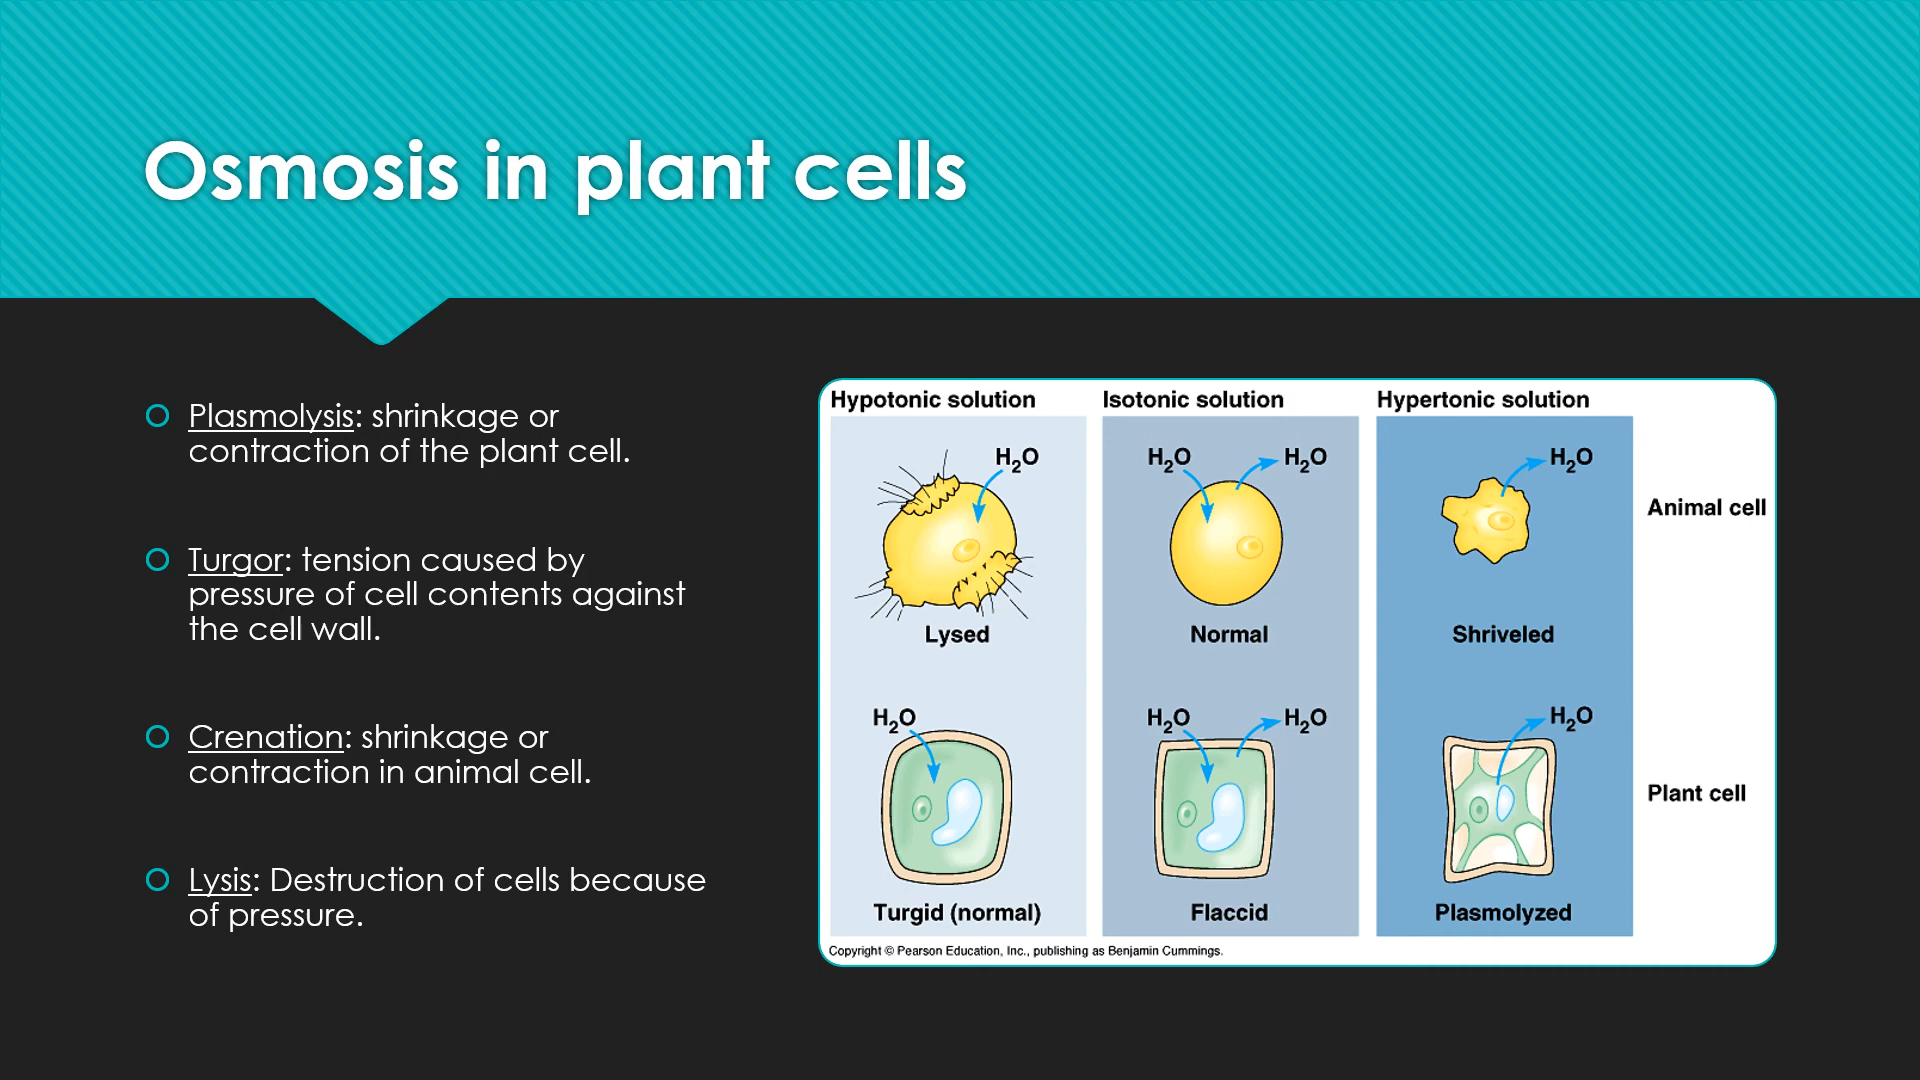 Osmosis in plant cells
Plasmolysis: shrinkage or
contraction of the plant cell.
Turgor: tension caused by
pressure of cell contents against
the cell wall.
Crenation: shrinkage or
contraction in animal cell.
Lysis: Destruction of cells because
of pressure.
Hypotonic solution
Isotonic solution
Hypertonic solution
H₂O
H₂O
H₂O
H₂O
Animal cell
Lysed
Normal
Shriveled
H₂O
H₂O
H₂O
H₂O
Plant cell
Turgid (normal)
Flaccid
Plasmolyzed
Copyright © Pearson Education, Inc., publishing as Benjamin Cummings.